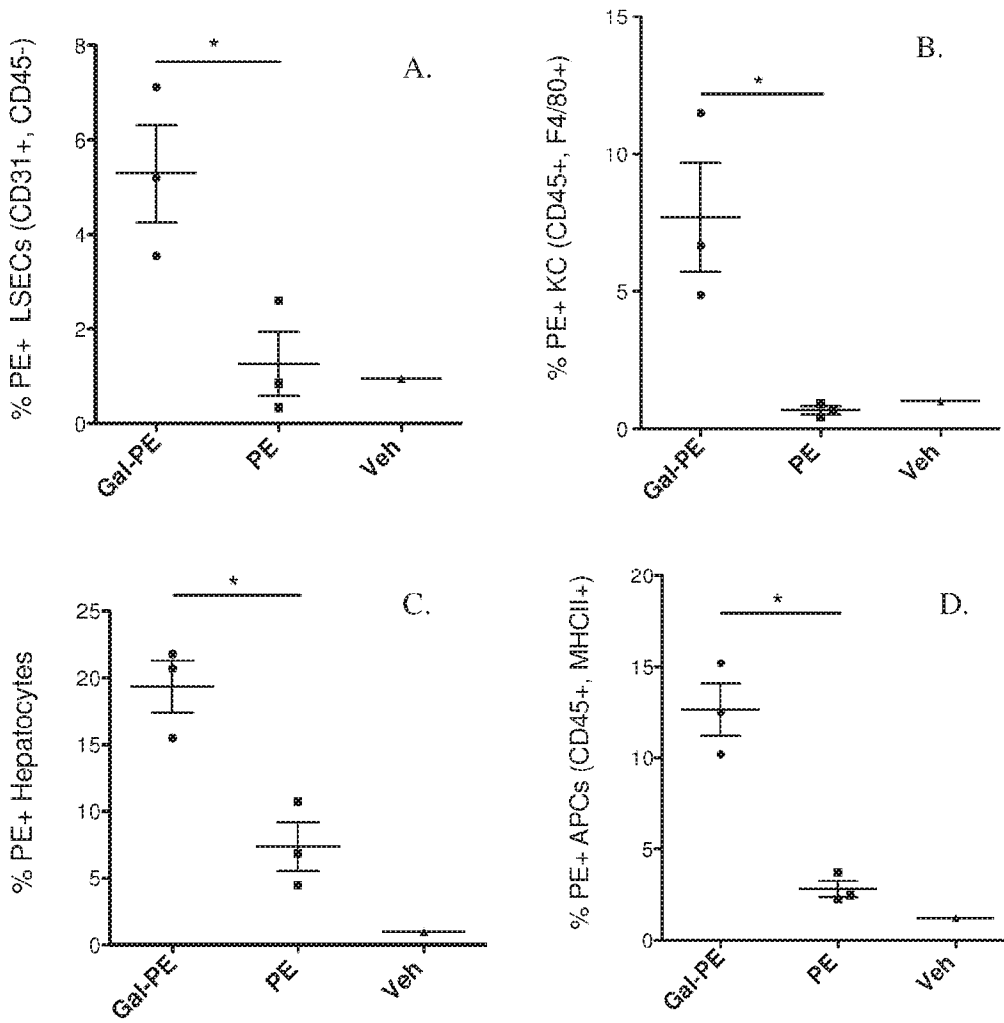 % PE+ LSECs (CD31+, CD45-)
8
6
4
2
0
*
A.
Gal-PE
PE
Veh
% PE+ KC (CD45+, F4/80+)
15
10
5
0
*
B.
Gal-PE
PE
Veh
% PE+ Hepatocytes
25
20
15
10
5
0
*
C.
Gal-PE
PE
Veh
% PE+ APCs (CD45+, MHCII+)
20
15
10
5
0
*
D.
Gal-PE
PE
Veh